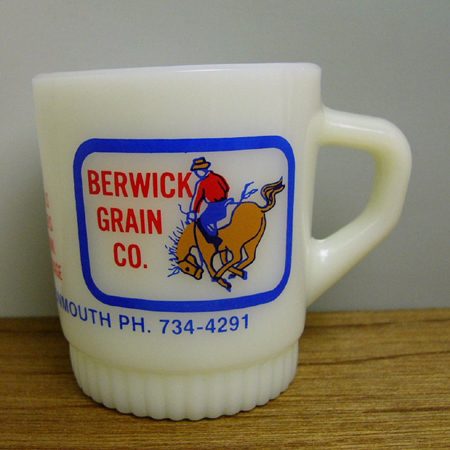 BERWICK
GRAIN
CO.
MOUTH PH. 734-4291